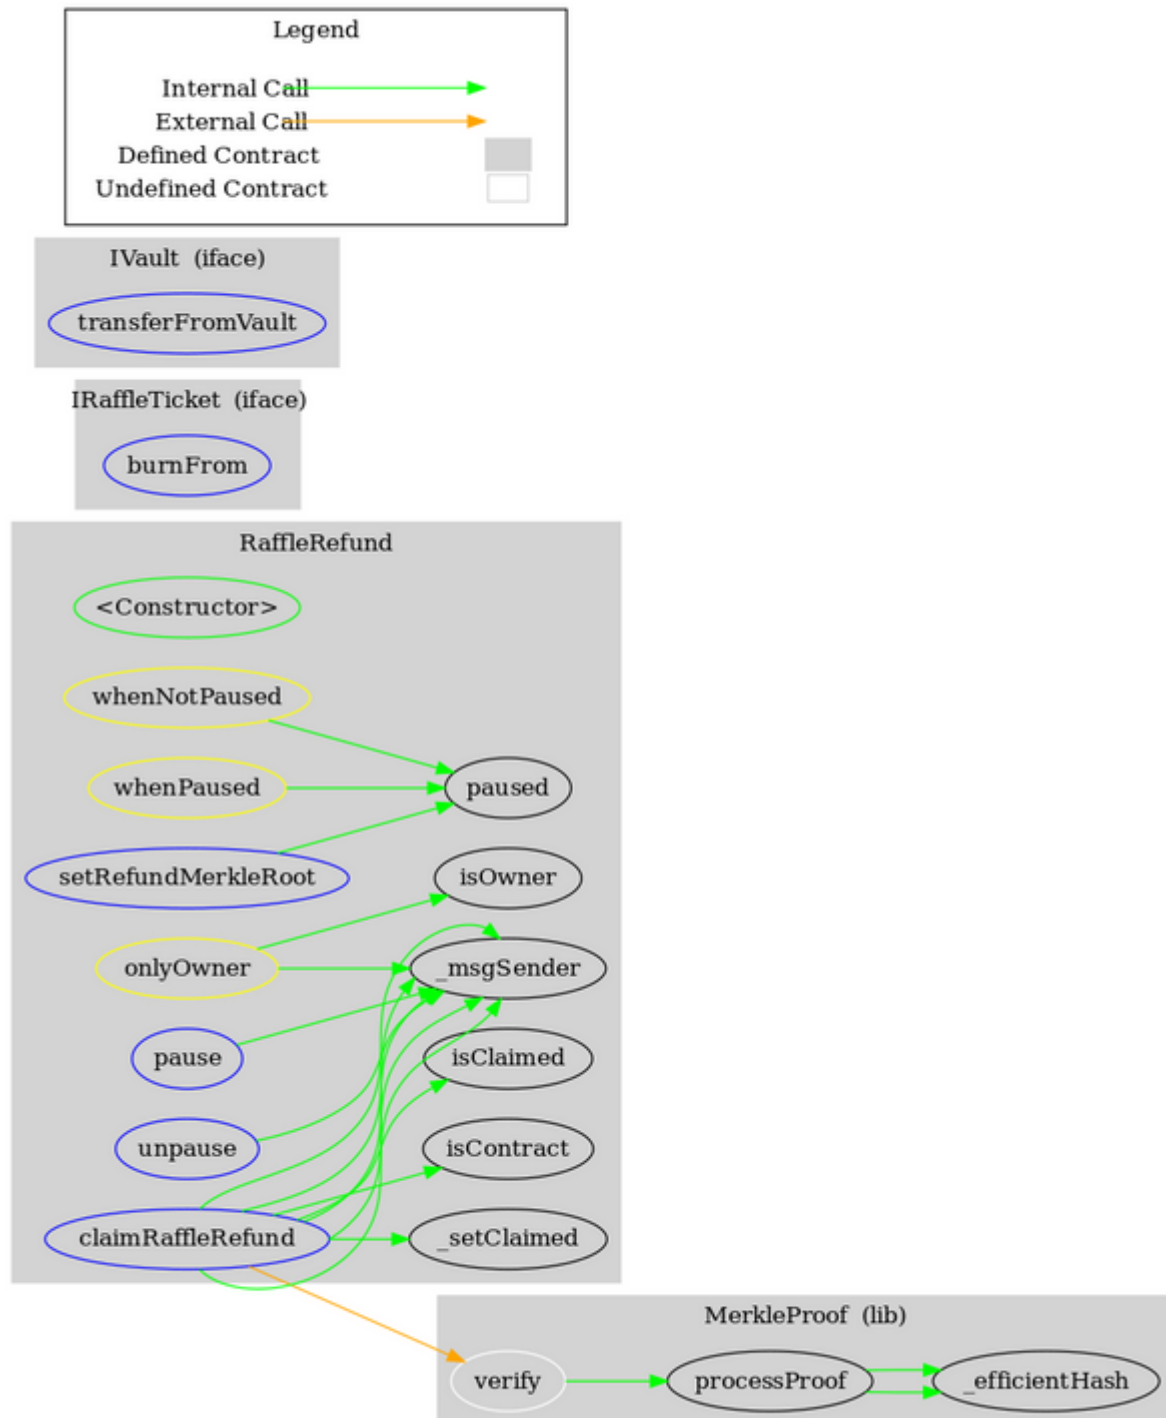 Legend
Internal Call
External Call
Defined Contract
Undefined Contract
IVault (iface)
transferFromVault
IRaffleTicket (iface)
burnFrom
RaffleRefund
<Constructor>
whenNotPaused
whenPaused
paused
setRefundMerkleRoot
isOwner
onlyOwner
_msgSender
pause
isClaimed
unpause
isContract
claimRaffleRefund
_setClaimed
MerkleProof (lib)
verify
processProof
_efficientHash